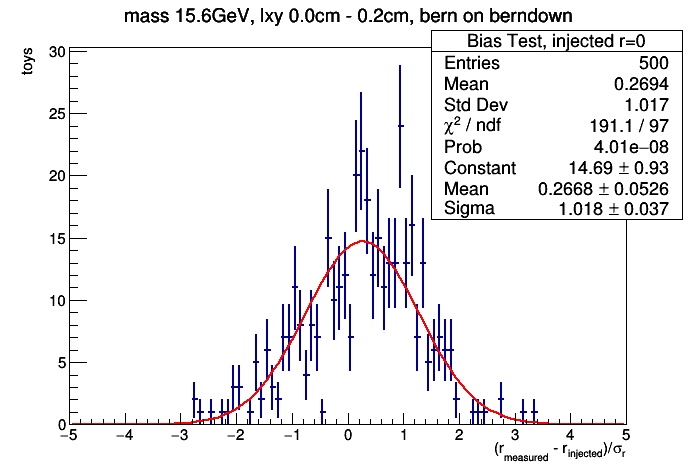 mass 15.6GeV, lxy 0.0cm - 0.2cm, bern on berndown
Bias Test, injected r=0
Entries 500
Mean 0.2694
Std Dev 1.017
χ² / ndf 191.1 / 97
Prob 4.01e−08
Constant 14.69 ± 0.93
Mean 0.2668 ± 0.0526
Sigma 1.018 ± 0.037
toys
30
25
20
15
10
5
0
−5 −4 −3 −2 −1 0 1 2 3 4 5
(r_measured - r_injected)/σ_r